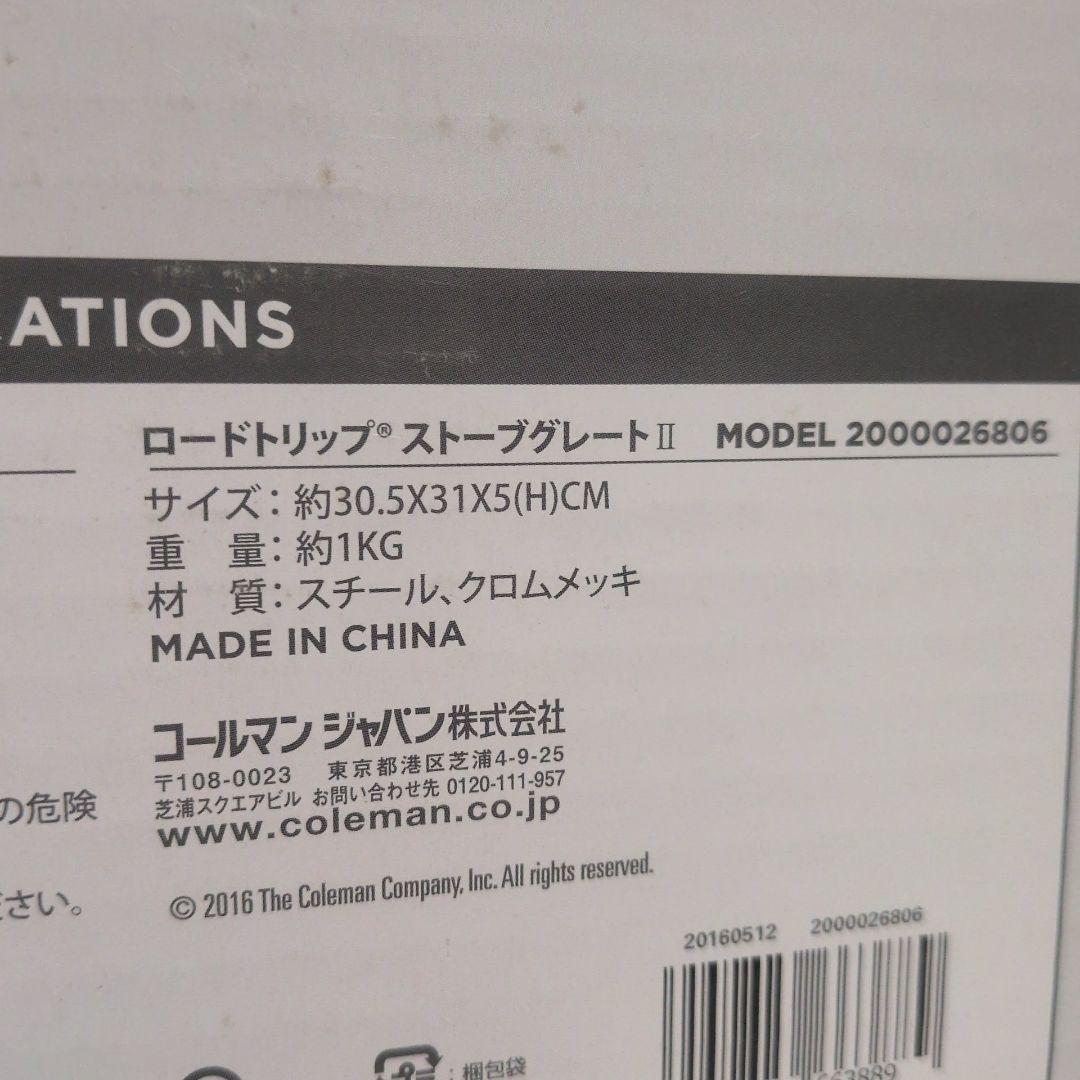 ATIONS
ロードトリップ® ストーブグレートⅡ MODEL 2000026806
サイズ：約30.5X31X5(H)CM
重　量：約1KG
材　質：スチール、クロムメッキ
MADE IN CHINA
コールマン ジャパン株式会社
〒108-0023 東京都港区芝浦4-9-25
芝浦スクエアビル お問い合わせ先 0120-111-957
www.coleman.co.jp
の危険
© 2016 The Coleman Company, Inc. All rights reserved.
ださい。
20160512 2000026806
663889
：梱包袋